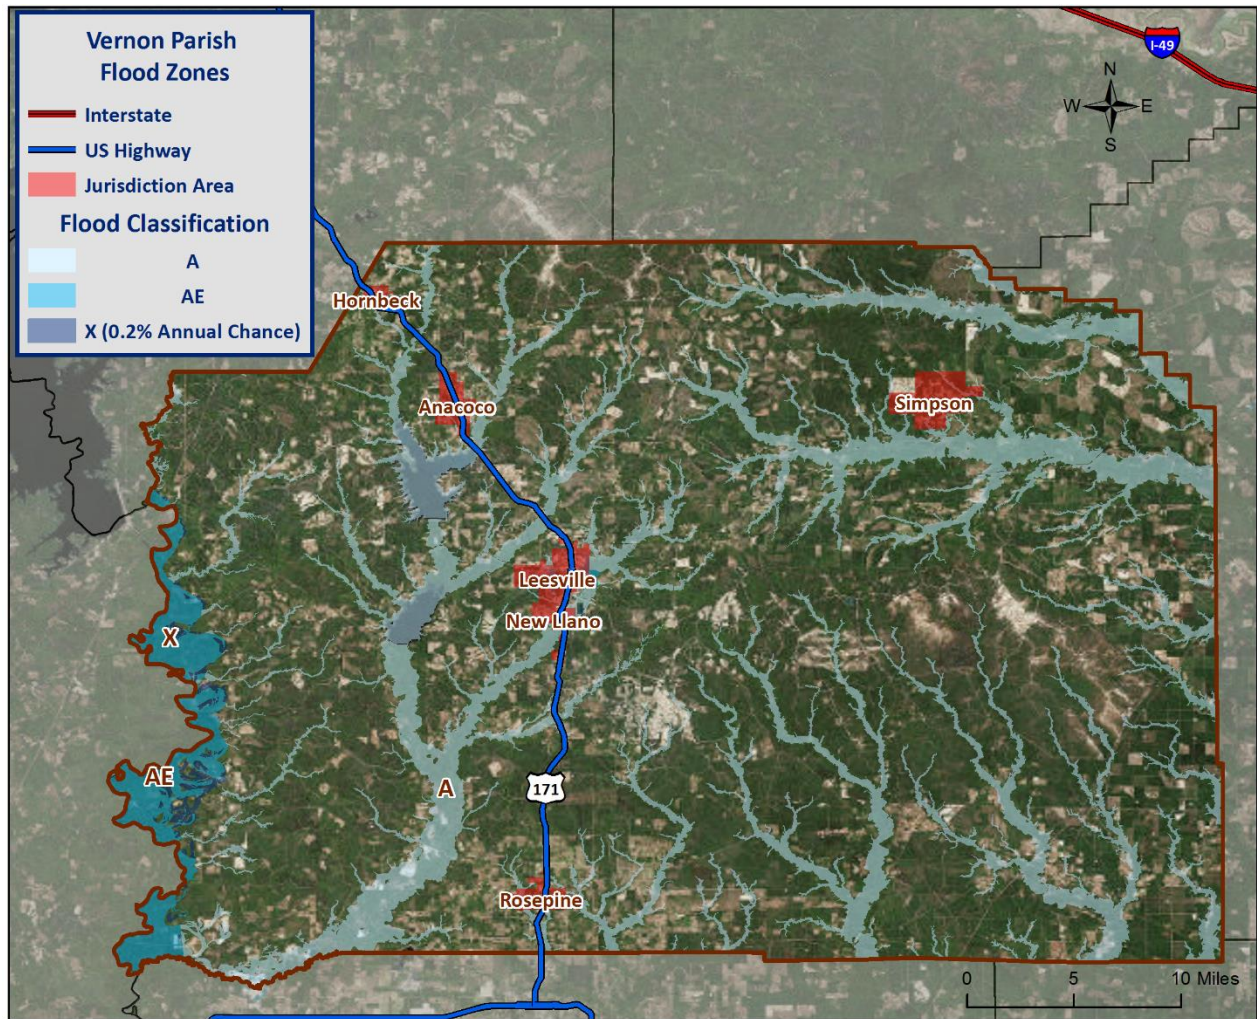 Vernon Parish
Flood Zones
Interstate
US Highway
Jurisdiction Area
Flood Classification
A
AE
X (0.2% Annual Chance)
I-49
N
W E
S
Hornbeck
Anacoco
Simpson
Leesville
New Llano
X
AE
A
171
Rosepine
0 5 10 Miles